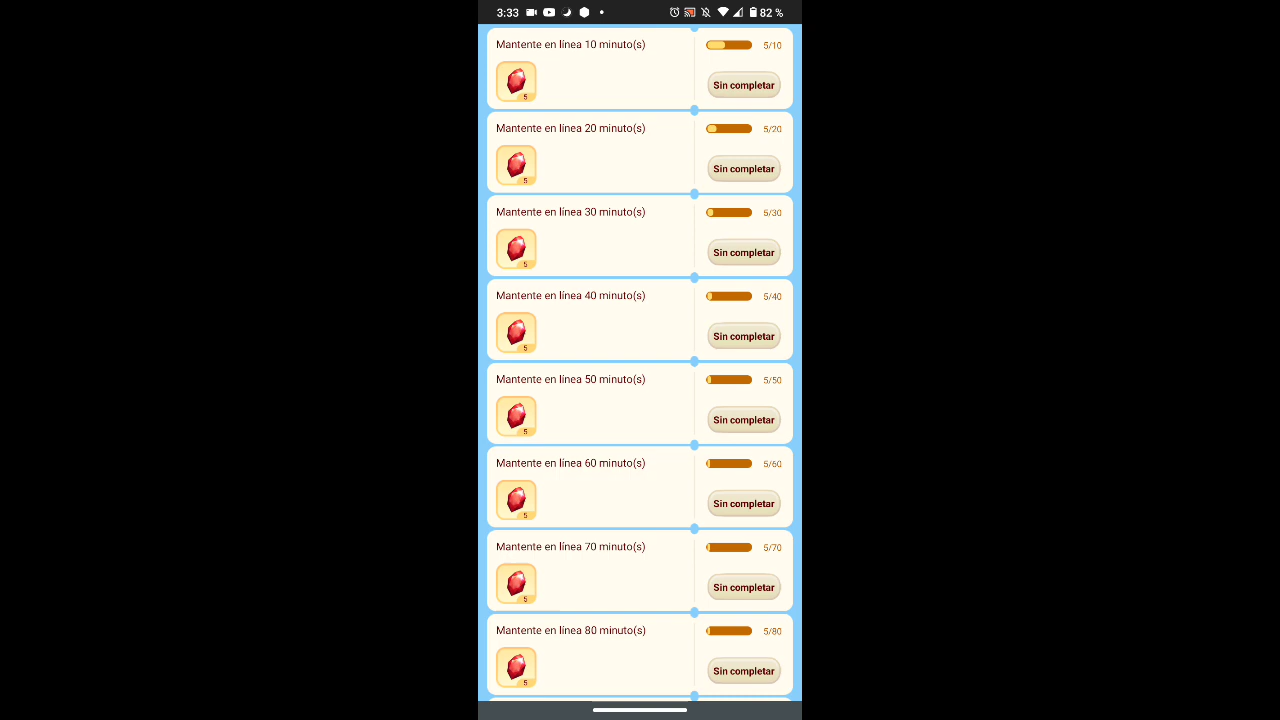 3:33 82 %
Mantente en línea 10 minuto(s) 5/10
5 Sin completar
Mantente en línea 20 minuto(s) 5/20
5 Sin completar
Mantente en línea 30 minuto(s) 5/30
5 Sin completar
Mantente en línea 40 minuto(s) 5/40
5 Sin completar
Mantente en línea 50 minuto(s) 5/50
5 Sin completar
Mantente en línea 60 minuto(s) 5/60
5 Sin completar
Mantente en línea 70 minuto(s) 5/70
5 Sin completar
Mantente en línea 80 minuto(s) 5/80
5 Sin completar